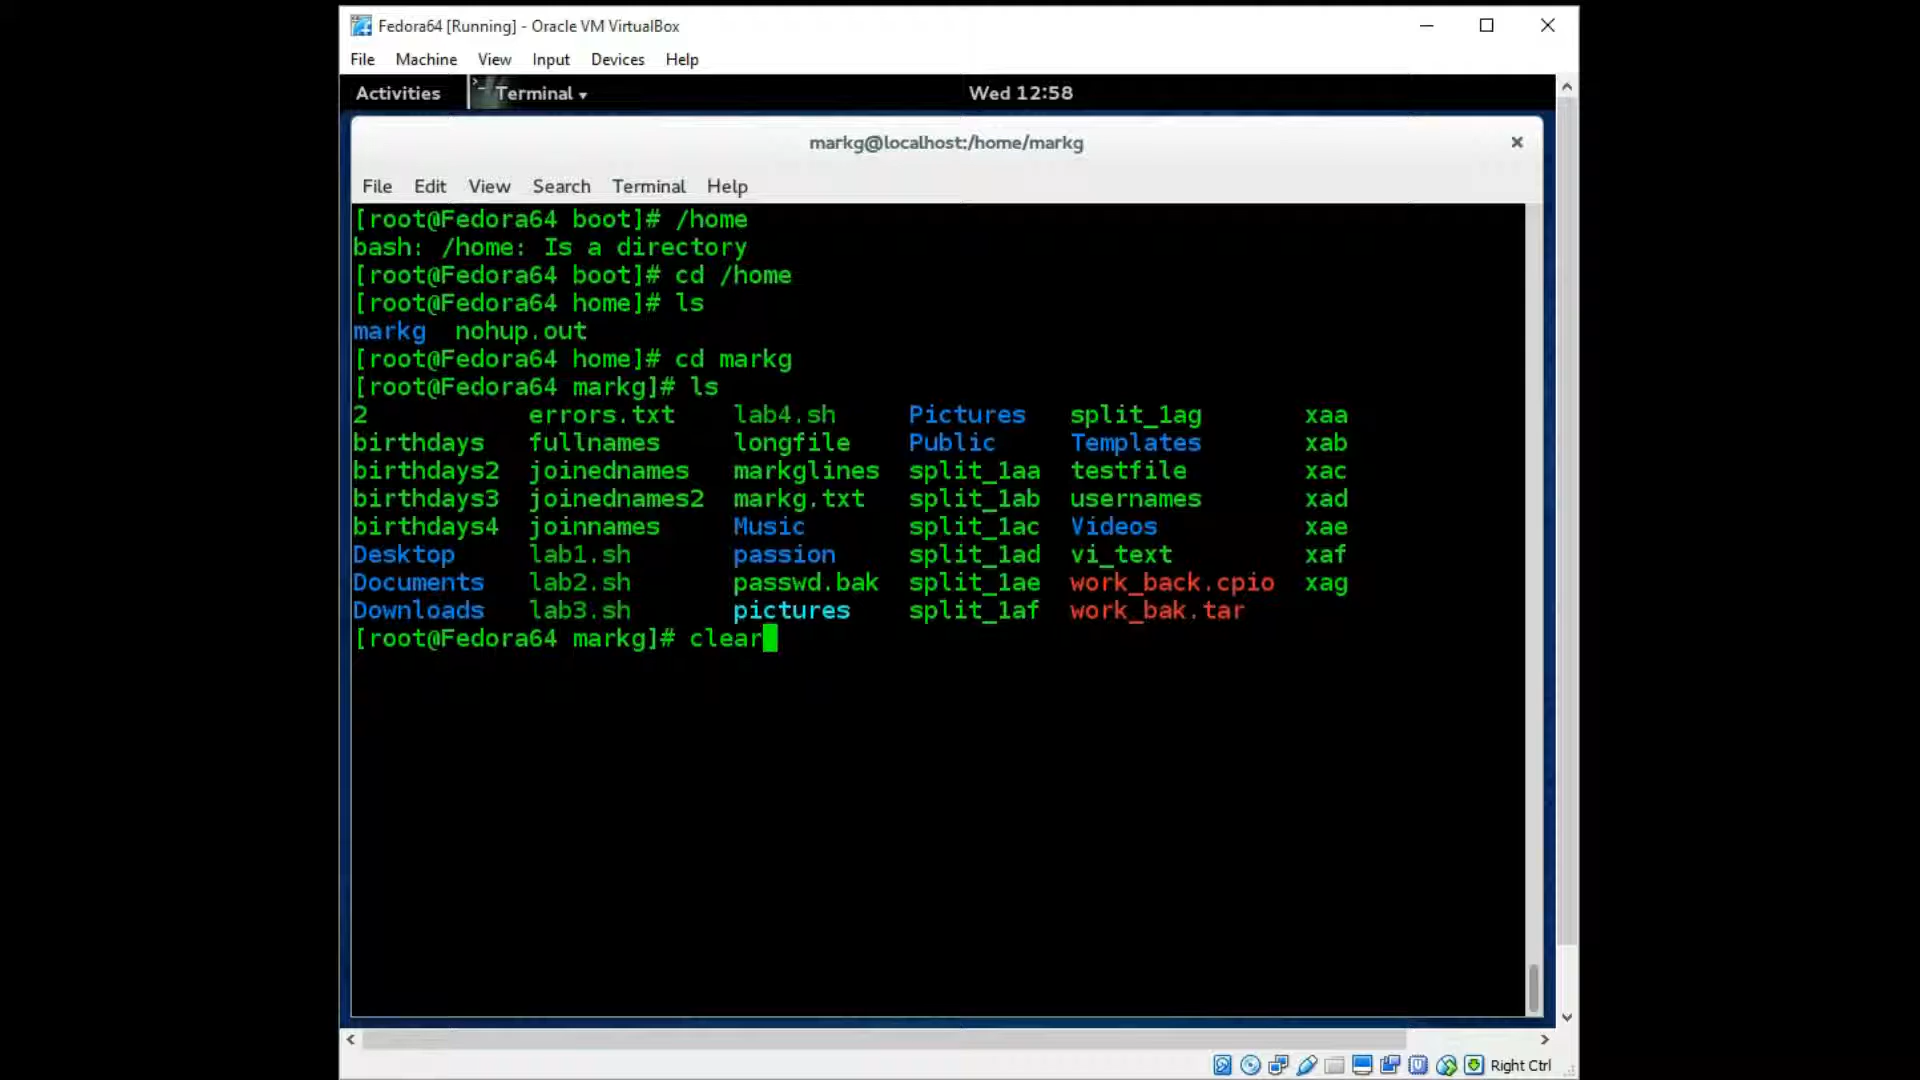 Fedora64 [Running] - Oracle VM VirtualBox
File Machine View Input Devices Help
Activities Terminal Wed 12:58
markg@localhost:/home/markg
File Edit View Search Terminal Help
[root@Fedora64 boot]# /home
bash: /home: Is a directory
[root@Fedora64 boot]# cd /home
[root@Fedora64 home]# ls
markg nohup.out
[root@Fedora64 home]# cd markg
[root@Fedora64 markg]# ls
2 errors.txt lab4.sh Pictures split_1ag xaa
birthdays fullnames longfile Public Templates xab
birthdays2 joinednames markglines split_1aa testfile xac
birthdays3 joinednames2 markg.txt split_1ab usernames xad
birthdays4 joinnames Music split_1ac Videos xae
Desktop lab1.sh passion split_1ad vi_text xaf
Documents lab2.sh passwd.bak split_1ae work_back.cpio xag
Downloads lab3.sh pictures split_1af work_bak.tar
[root@Fedora64 markg]# clear
Right Ctrl